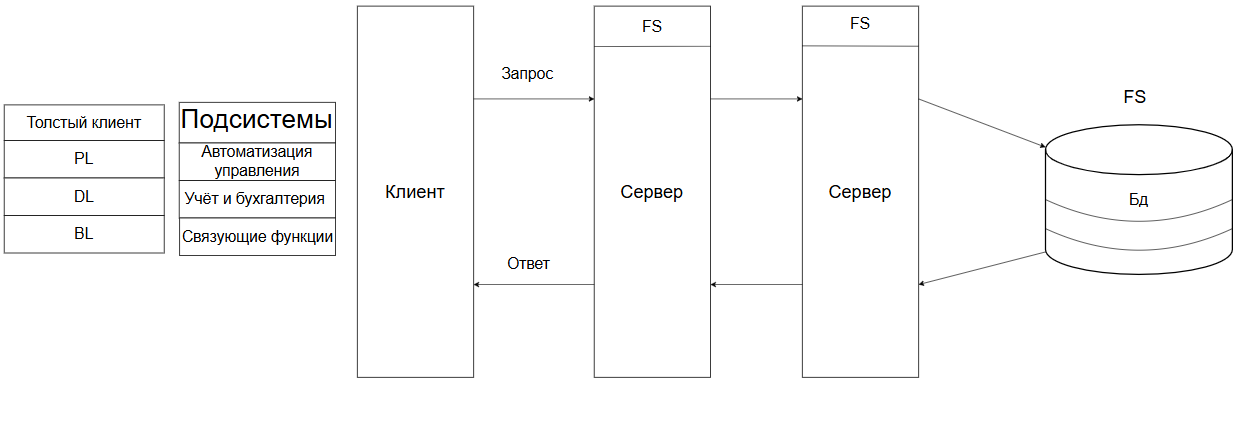 Толстый клиент
PL
DL
BL
Подсистемы
Автоматизация
управления
Учёт и бухгалтерия
Связующие функции
Клиент
Запрос
Ответ
FS
Сервер
FS
Сервер
FS
Бд